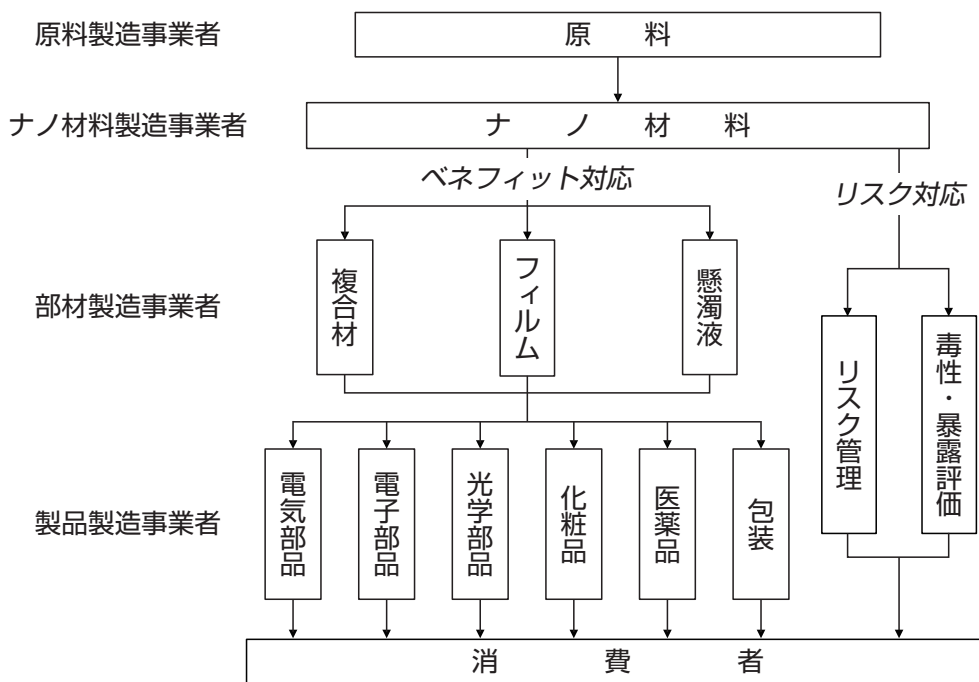 原料製造事業者
原料
ナノ材料製造事業者
ナノ材料
ベネフィット対応
リスク対応
部材製造事業者
複合材
フィルム
懸濁液
リスク管理
毒性・暴露評価
製品製造事業者
電気部品
電子部品
光学部品
化粧品
医薬品
包装
消費者